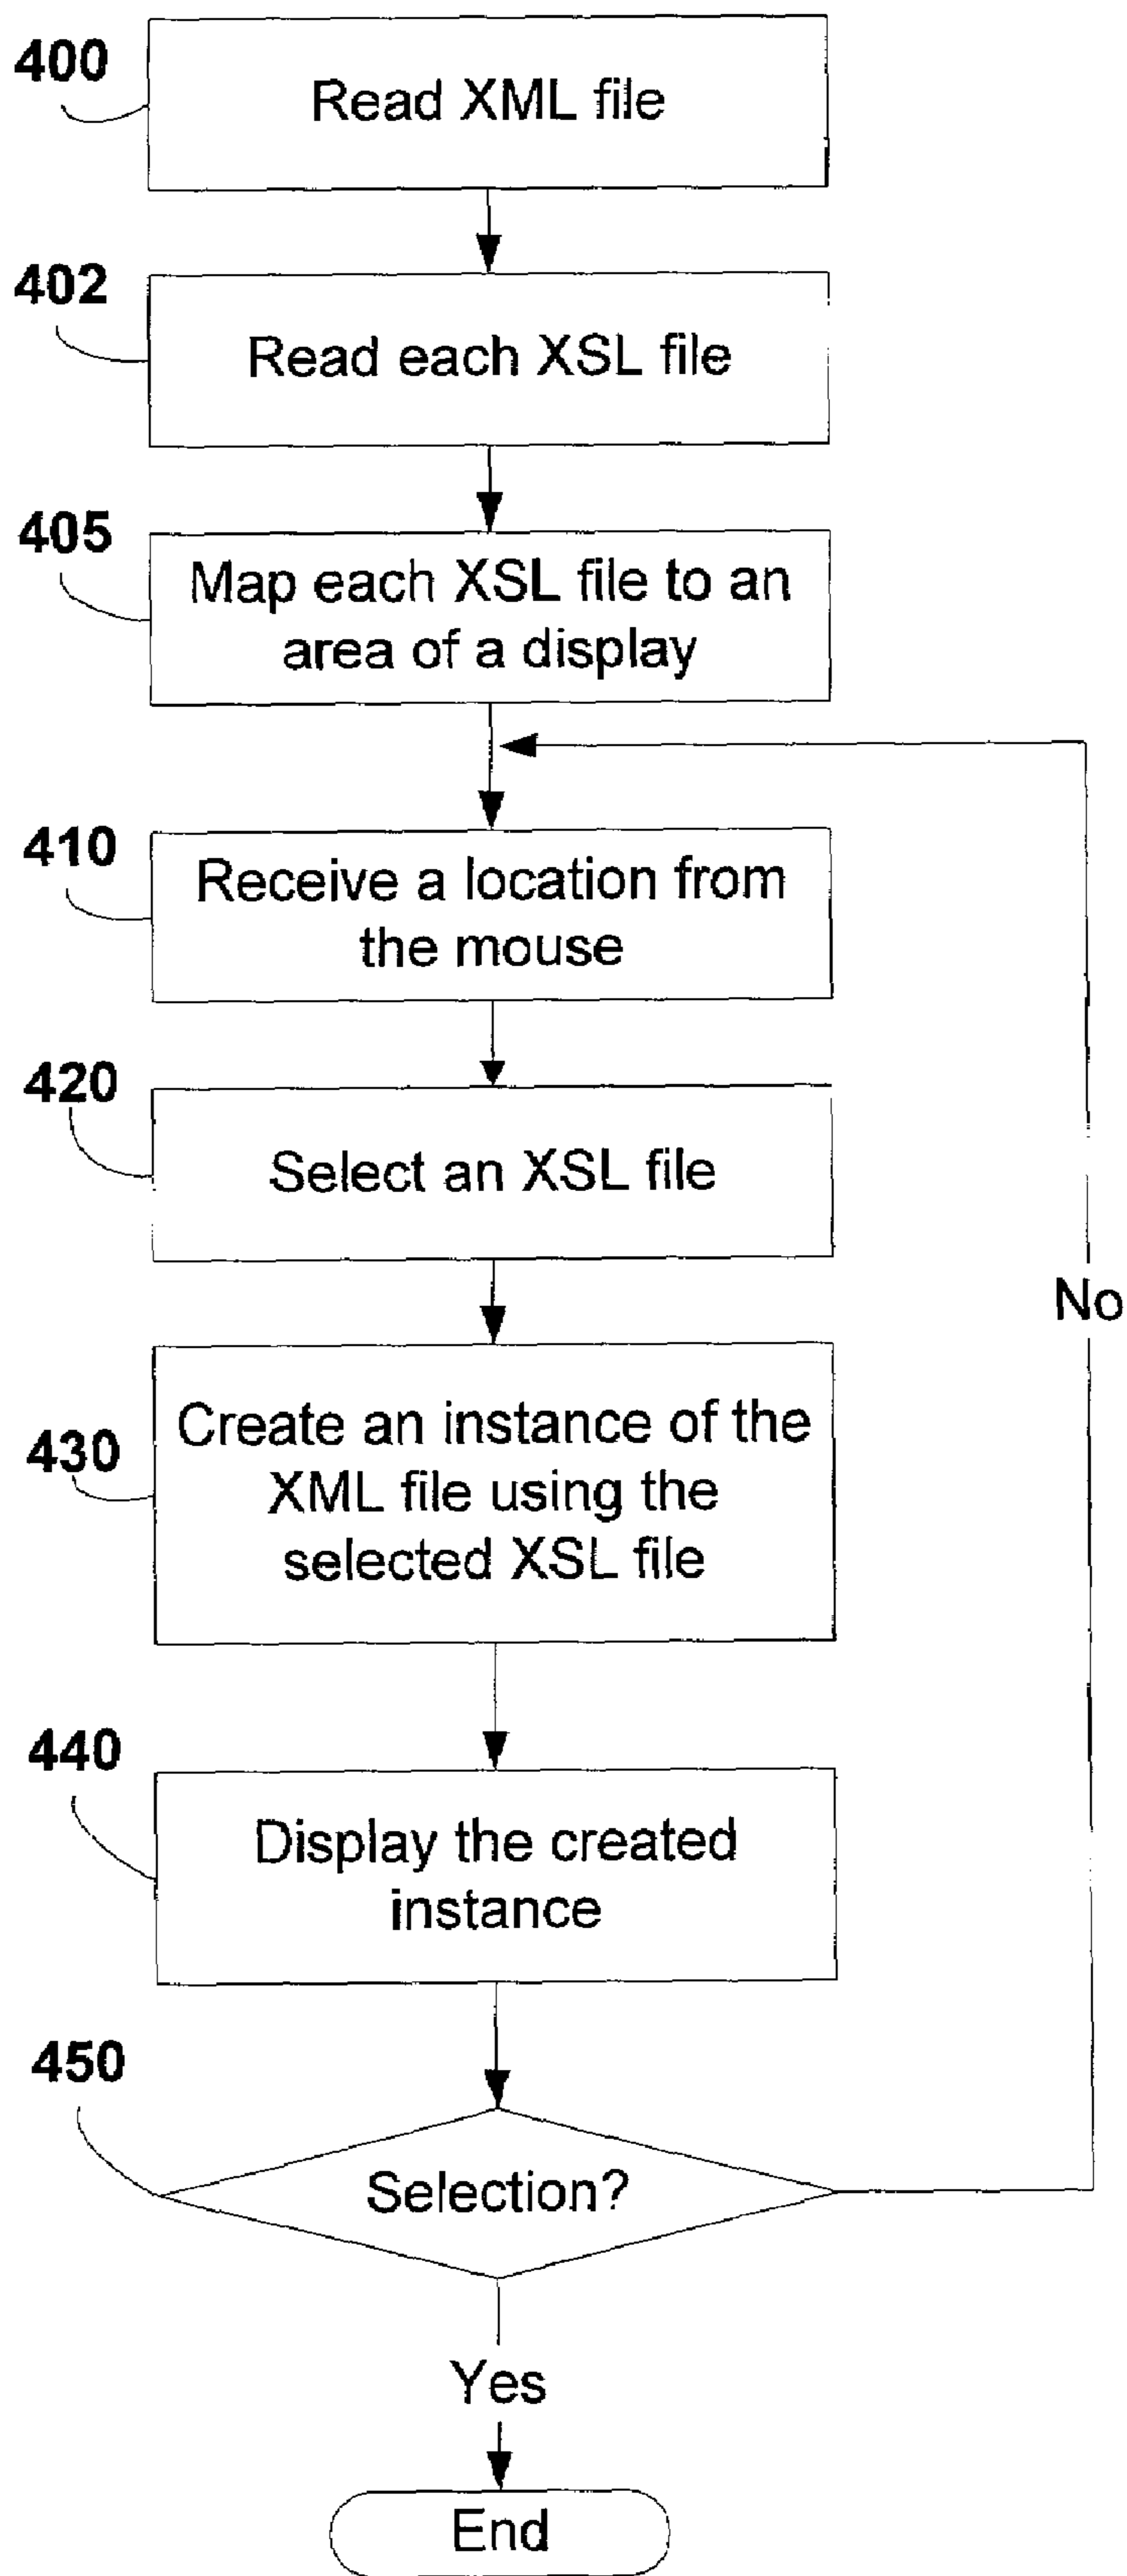 400
Read XML file
402
Read each XSL file
405
Map each XSL file to an
area of a display
410
Receive a location from
the mouse
420
Select an XSL file
No
430
Create an instance of the
XML file using the
selected XSL file
440
Display the created
instance
450
Selection?
Yes
End